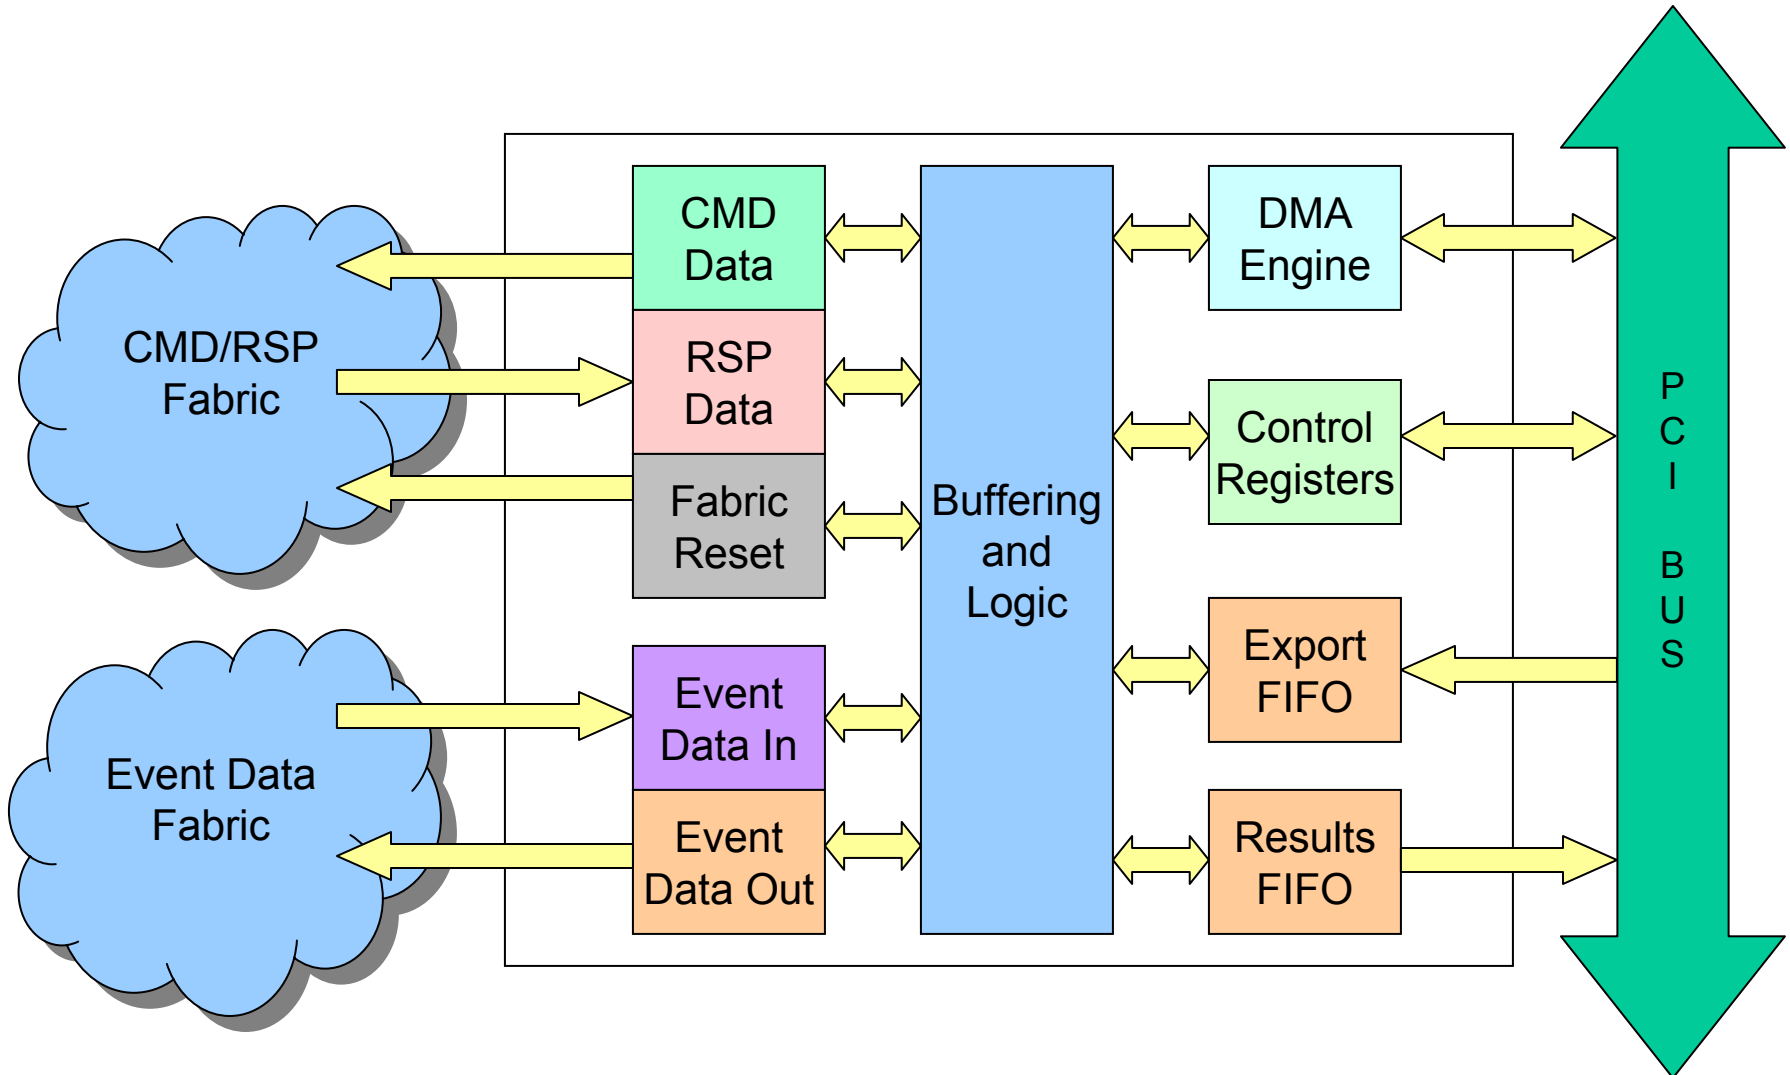 CMD/RSP
Fabric
Event Data
Fabric
CMD
Data
RSP
Data
Fabric
Reset
Event
Data In
Event
Data Out
Buffering
and
Logic
DMA
Engine
Control
Registers
Export
FIFO
Results
FIFO
P
C
I
B
U
S